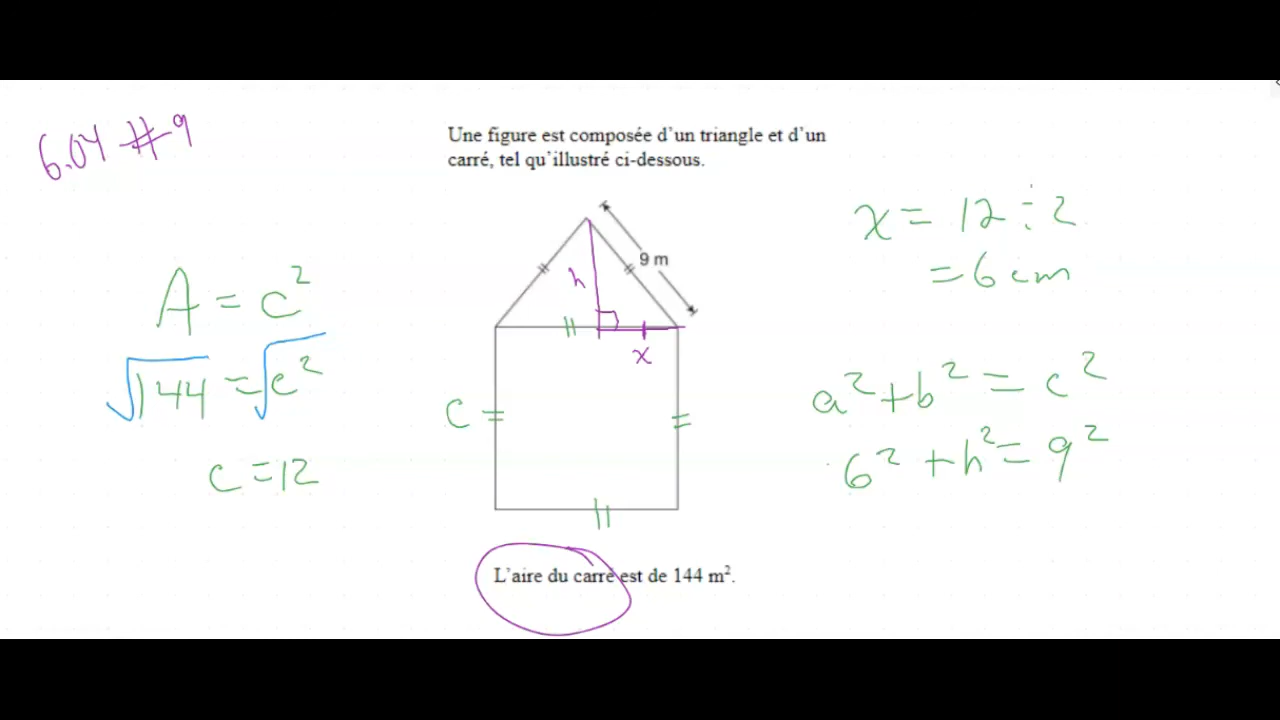 6.04 #9
Une figure est composée d'un triangle et d'un
carré, tel qu'illustré ci-dessous.
A = c²
√144 = √c²
c = 12
9 m
h
x
c
L'aire du carré est de 144 m².
x = 12 ÷ 2
= 6 cm
a² + b² = c²
6² + h² = 9²